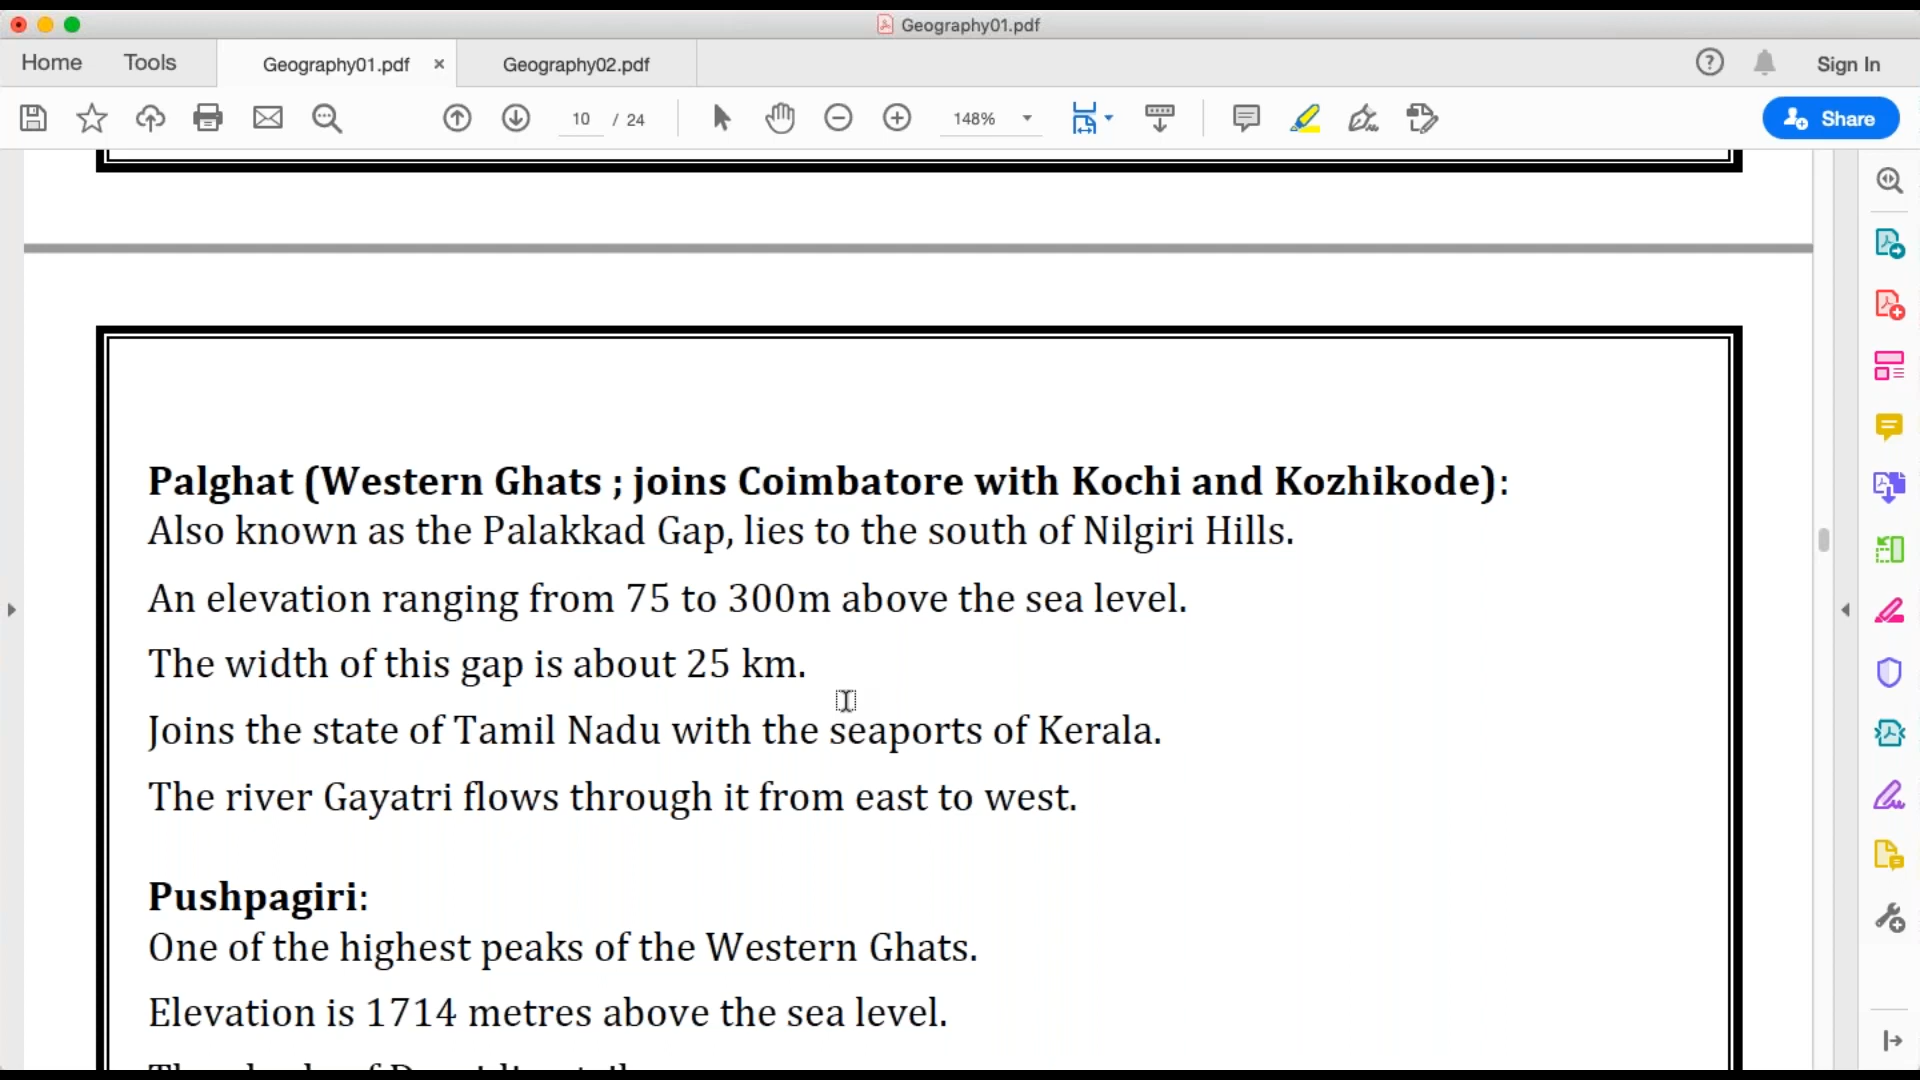 Geography01.pdf
Home
Tools
Geography01.pdf
Geography02.pdf
Sign In
10 / 24
148%
Share
Palghat (Western Ghats ; joins Coimbatore with Kochi and Kozhikode):
Also known as the Palakkad Gap, lies to the south of Nilgiri Hills.
An elevation ranging from 75 to 300m above the sea level.
The width of this gap is about 25 km.
Joins the state of Tamil Nadu with the seaports of Kerala.
The river Gayatri flows through it from east to west.
Pushpagiri:
One of the highest peaks of the Western Ghats.
Elevation is 1714 metres above the sea level.